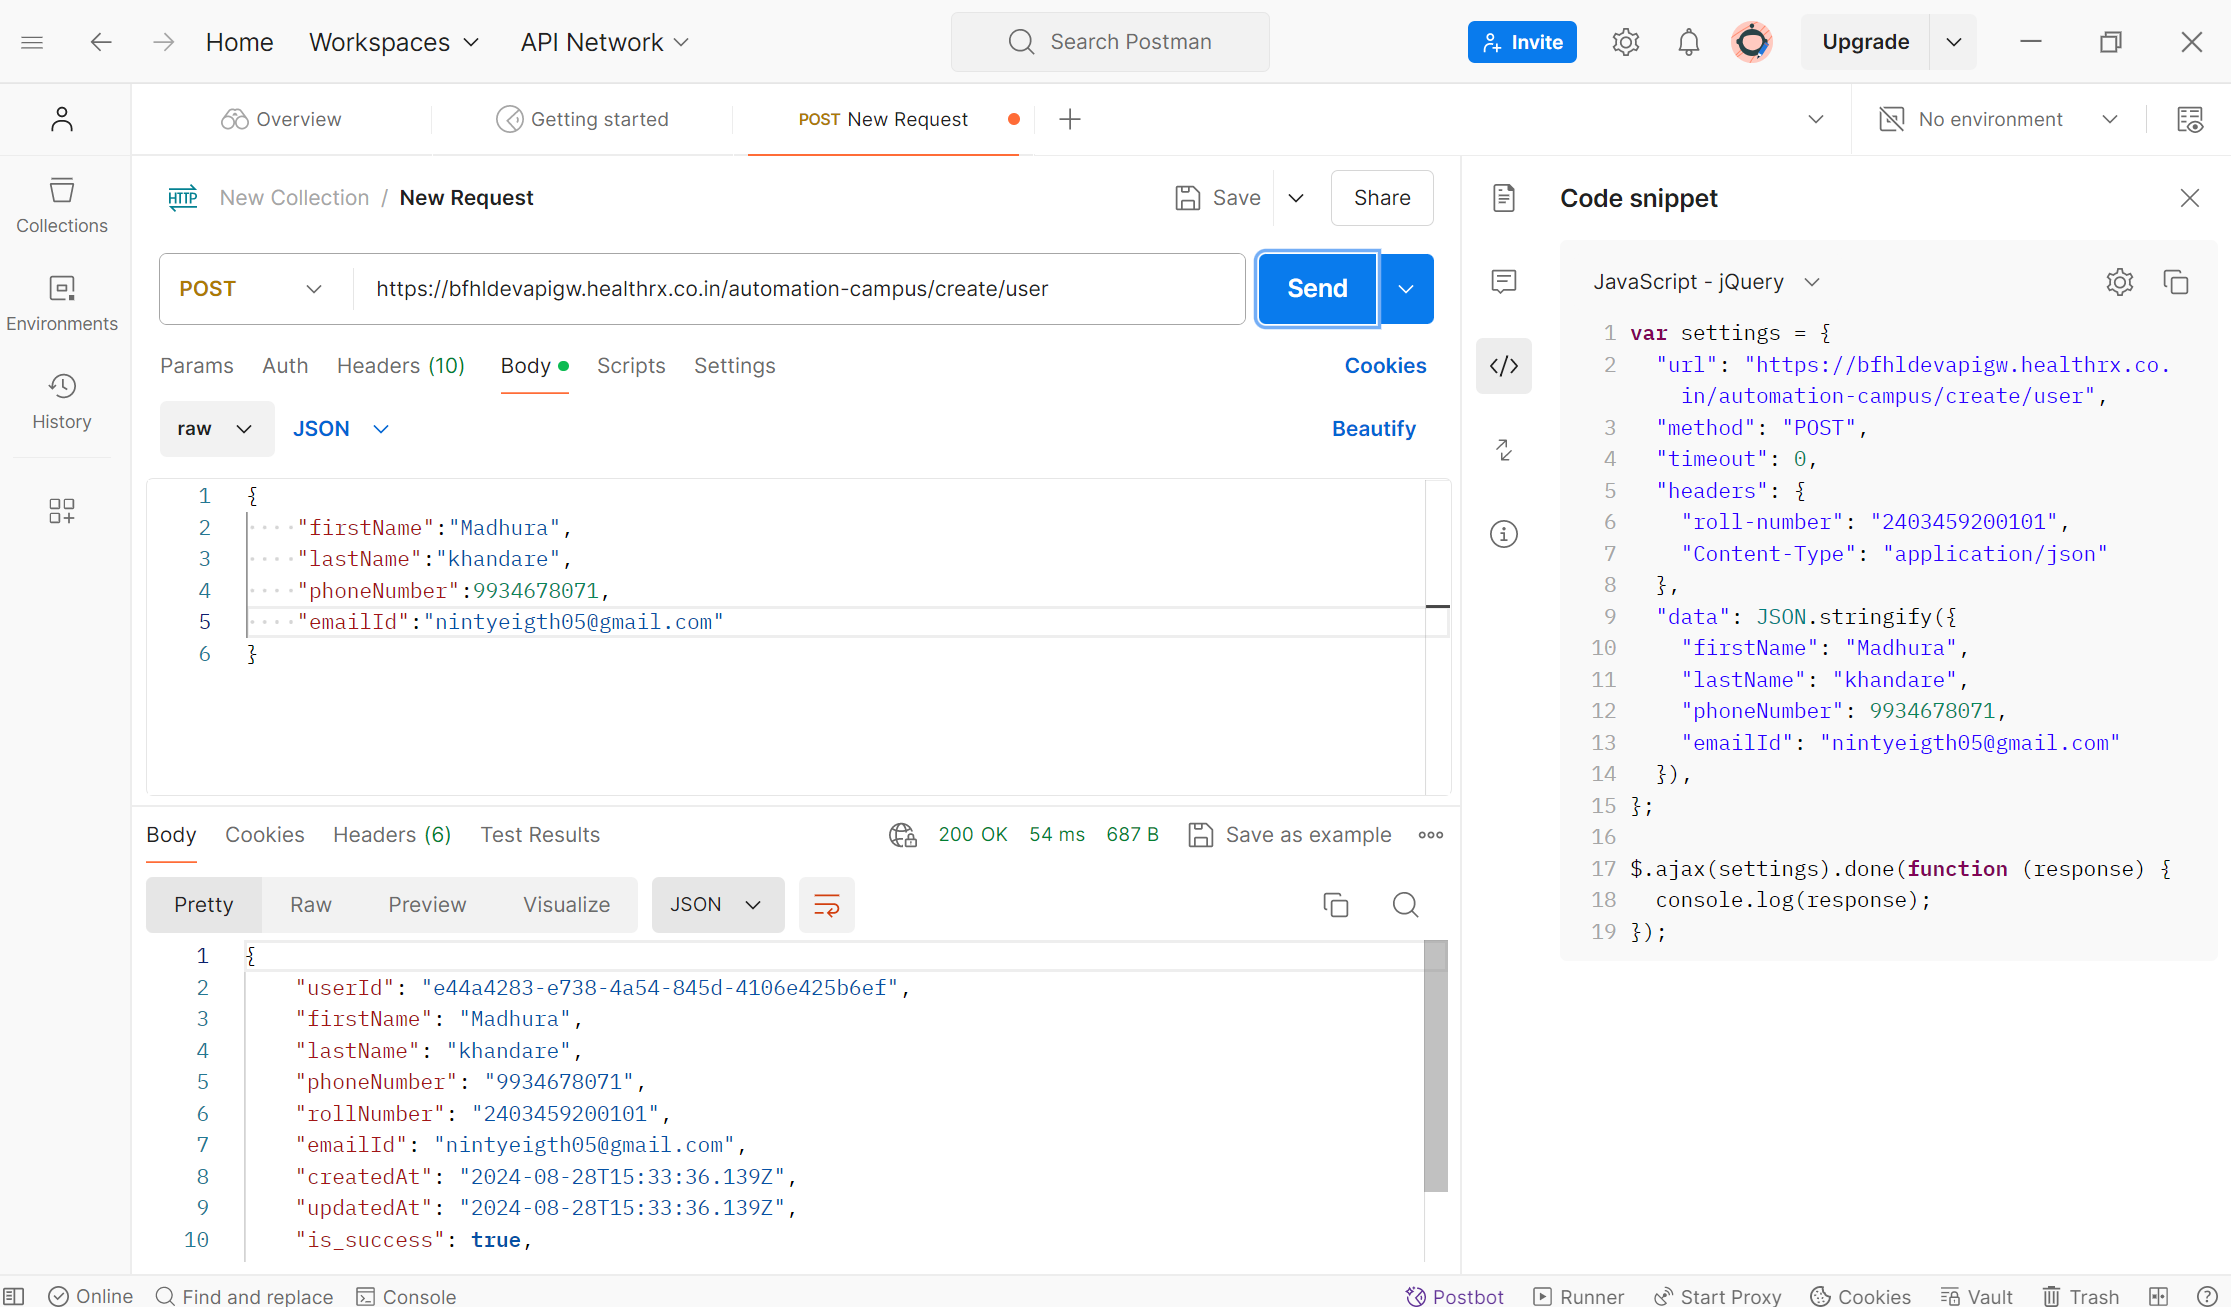 Home Workspaces API Network Search Postman Invite Upgrade
Overview Getting started POST New Request No environment
Collections
Environments
History
New Collection / New Request Save Share
POST https://bfhldevapigw.healthrx.co.in/automation-campus/create/user Send
Params Auth Headers (10) Body Scripts Settings Cookies
raw JSON Beautify
1 {
2 "firstName":"Madhura",
3 "lastName":"khandare",
4 "phoneNumber":9934678071,
5 "emailId":"nintyeigth05@gmail.com"
6 }
Body Cookies Headers (6) Test Results 200 OK 54 ms 687 B Save as example
Pretty Raw Preview Visualize JSON
1 {
2 "userId": "e44a4283-e738-4a54-845d-4106e425b6ef",
3 "firstName": "Madhura",
4 "lastName": "khandare",
5 "phoneNumber": "9934678071",
6 "rollNumber": "2403459200101",
7 "emailId": "nintyeigth05@gmail.com",
8 "createdAt": "2024-08-28T15:33:36.139Z",
9 "updatedAt": "2024-08-28T15:33:36.139Z",
10 "is_success": true,
Code snippet
JavaScript - jQuery
1 var settings = {
2 "url": "https://bfhldevapigw.healthrx.co.
in/automation-campus/create/user",
3 "method": "POST",
4 "timeout": 0,
5 "headers": {
6 "roll-number": "2403459200101",
7 "Content-Type": "application/json"
8 },
9 "data": JSON.stringify({
10 "firstName": "Madhura",
11 "lastName": "khandare",
12 "phoneNumber": 9934678071,
13 "emailId": "nintyeigth05@gmail.com"
14 }),
15 };
16
17 $.ajax(settings).done(function (response) {
18 console.log(response);
19 });
Online Find and replace Console Postbot Runner Start Proxy Cookies Vault Trash